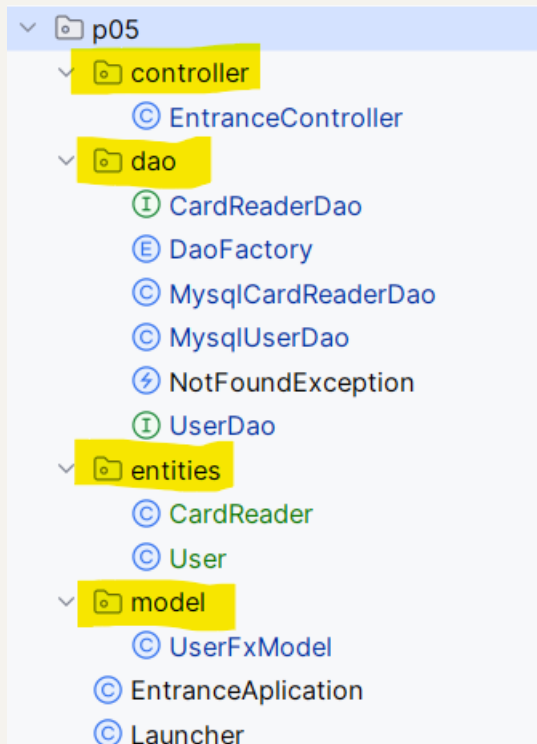 p05
controller
EntranceController
dao
CardReaderDao
DaoFactory
MysqlCardReaderDao
MysqlUserDao
NotFoundException
UserDao
entities
CardReader
User
model
UserFxModel
EntranceAplication
Launcher